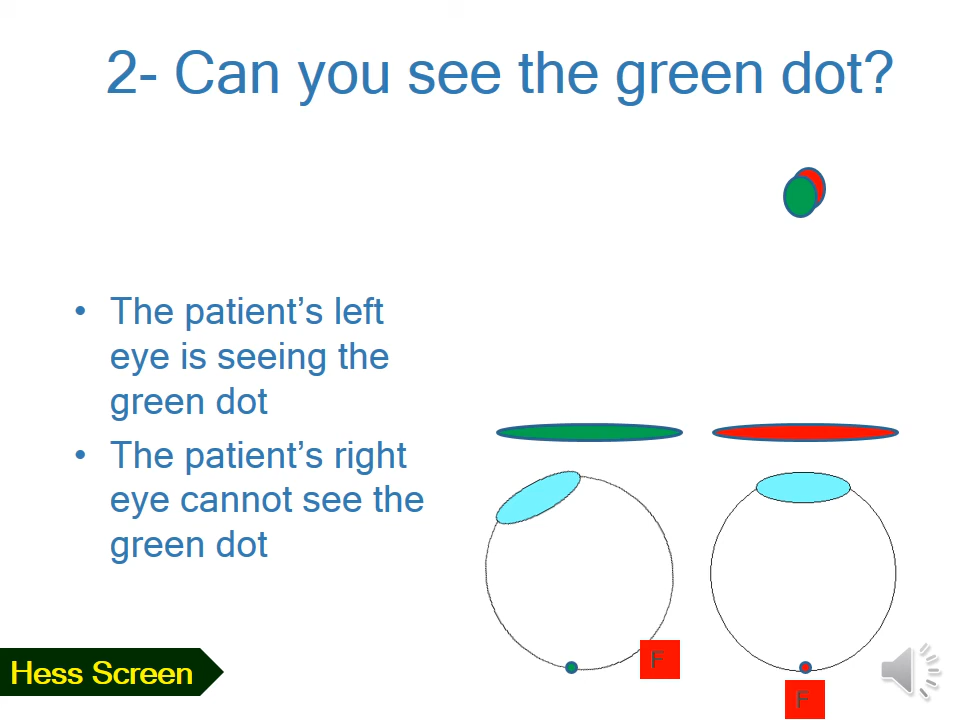 2- Can you see the green dot?
• The patient’s left
eye is seeing the
green dot
• The patient’s right
eye cannot see the
green dot
F
F
Hess Screen